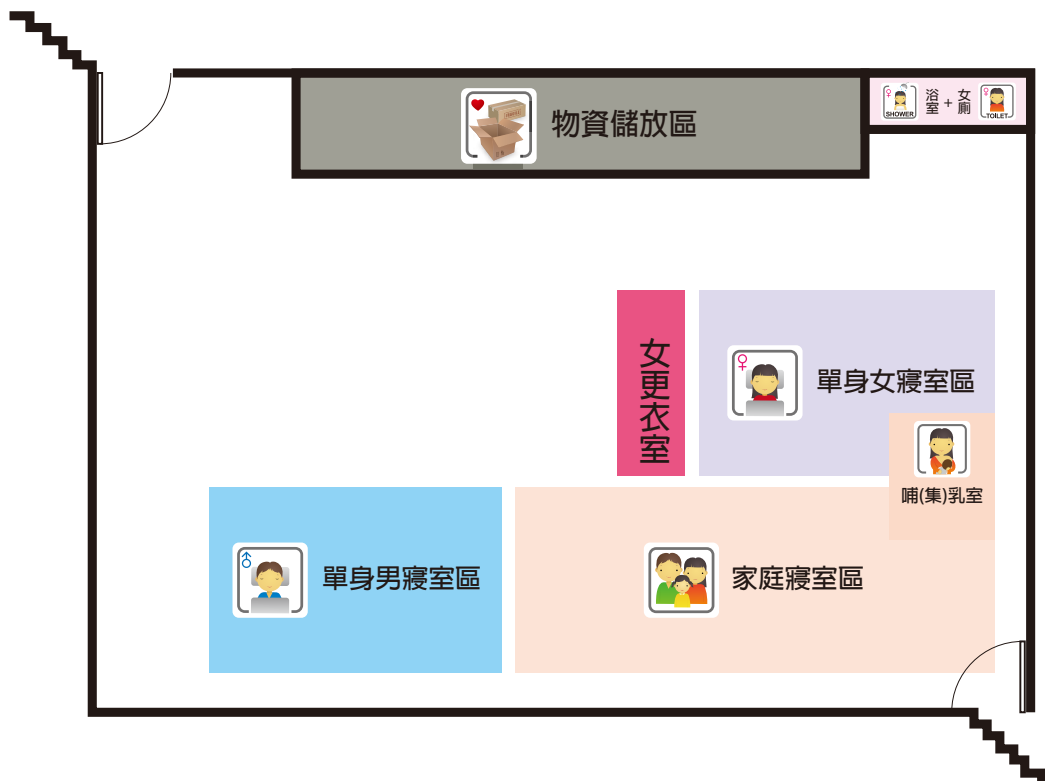 物資儲放區
SHOWER
浴室
+
女廁
TOILET
女更衣室
單身女寢室區
哺(集)乳室
單身男寢室區
家庭寢室區